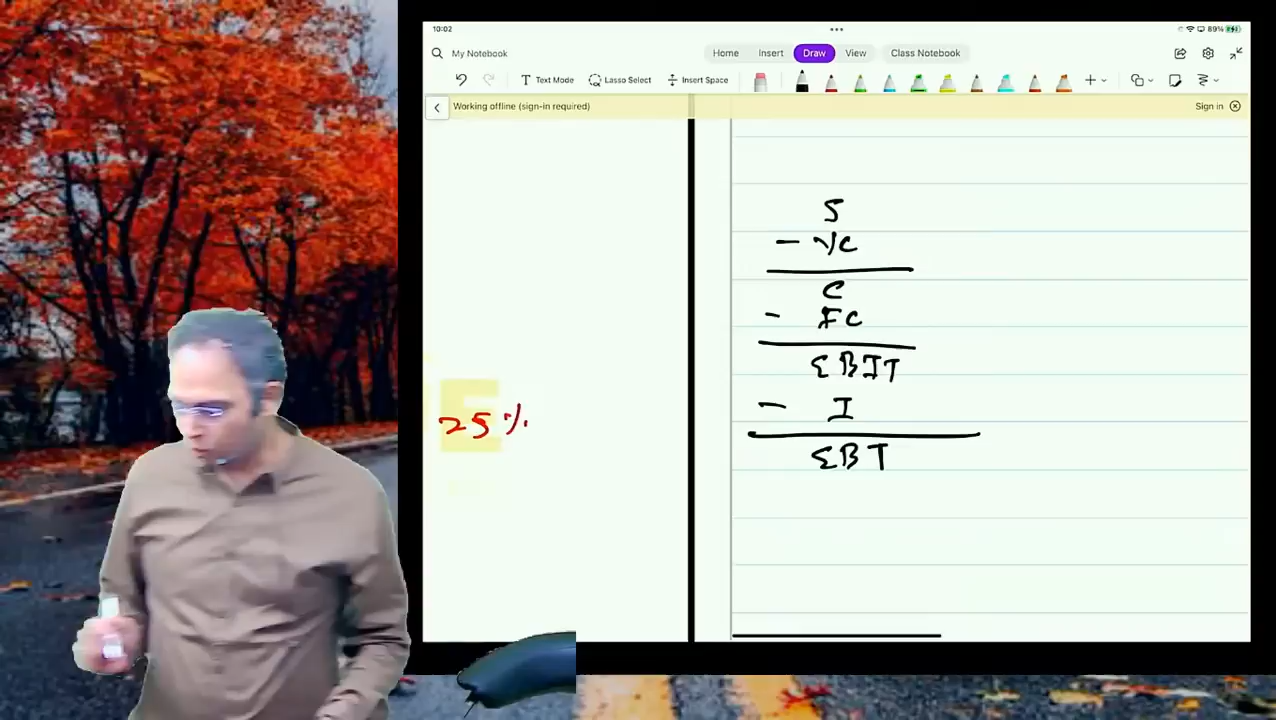 10:02
•••
89%
My Notebook
Home Insert Draw View Class Notebook
Text Mode Lasso Select Insert Space
Working offline (sign-in required) Sign in
S
- VC
C
- FC
EBIT
25%
- I
EBT